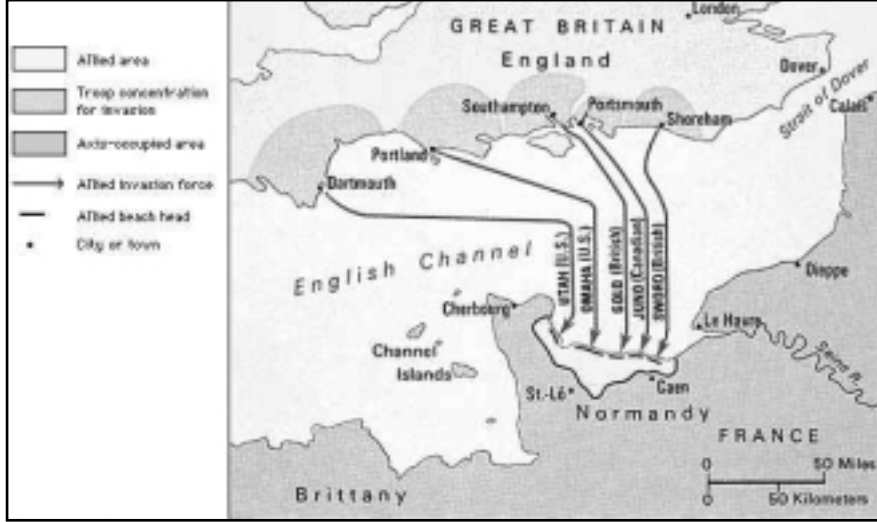 Allied area
Troop concentration
for invasion
Axis-occupied area
Allied invasion force
Allied beach head
City or town
London
GREAT BRITAIN
England
Dover
Strait of Dover
Calais
Southampton
Portsmouth
Shoreham
Portland
Dartmouth
English Channel
UTAH (U.S.)
OMAHA (U.S.)
GOLD (British)
JUNO (Canadian)
SWORD (British)
Dieppe
Cherbourg
Le Havre
Seine R.
Channel
Islands
St.-Lô
Caen
Normandy
FRANCE
0 50 Miles
0 50 Kilometers
Brittany